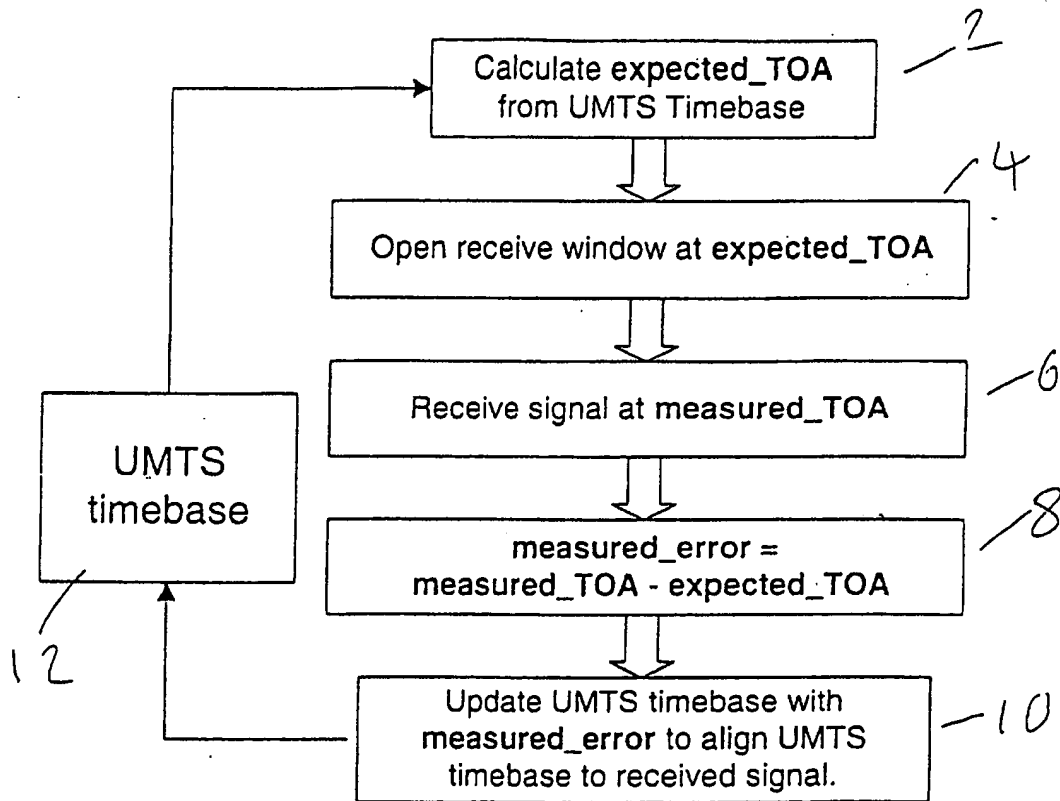 Calculate expected_TOA
from UMTS Timebase
2
Open receive window at expected_TOA
4
Receive signal at measured_TOA
6
measured_error =
measured_TOA - expected_TOA
8
Update UMTS timebase with
measured_error to align UMTS
timebase to received signal.
10
UMTS
timebase
12